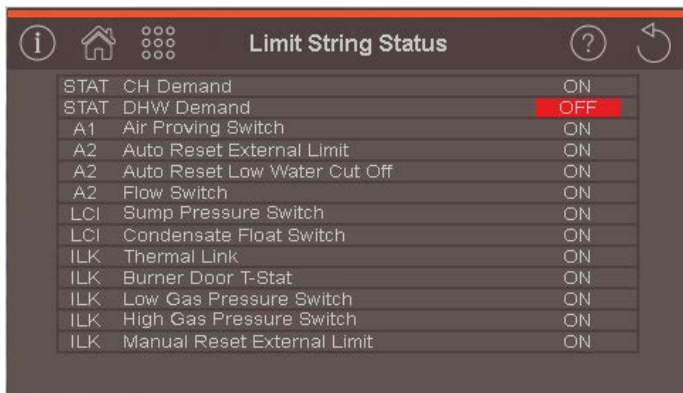 i Limit String Status ?
STAT CH Demand ON
STAT DHW Demand OFF
A1 Air Proving Switch ON
A2 Auto Reset External Limit ON
A2 Auto Reset Low Water Cut Off ON
A2 Flow Switch ON
LCI Sump Pressure Switch ON
LCI Condensate Float Switch ON
ILK Thermal Link ON
ILK Burner Door T-Stat ON
ILK Low Gas Pressure Switch ON
ILK High Gas Pressure Switch ON
ILK Manual Reset External Limit ON